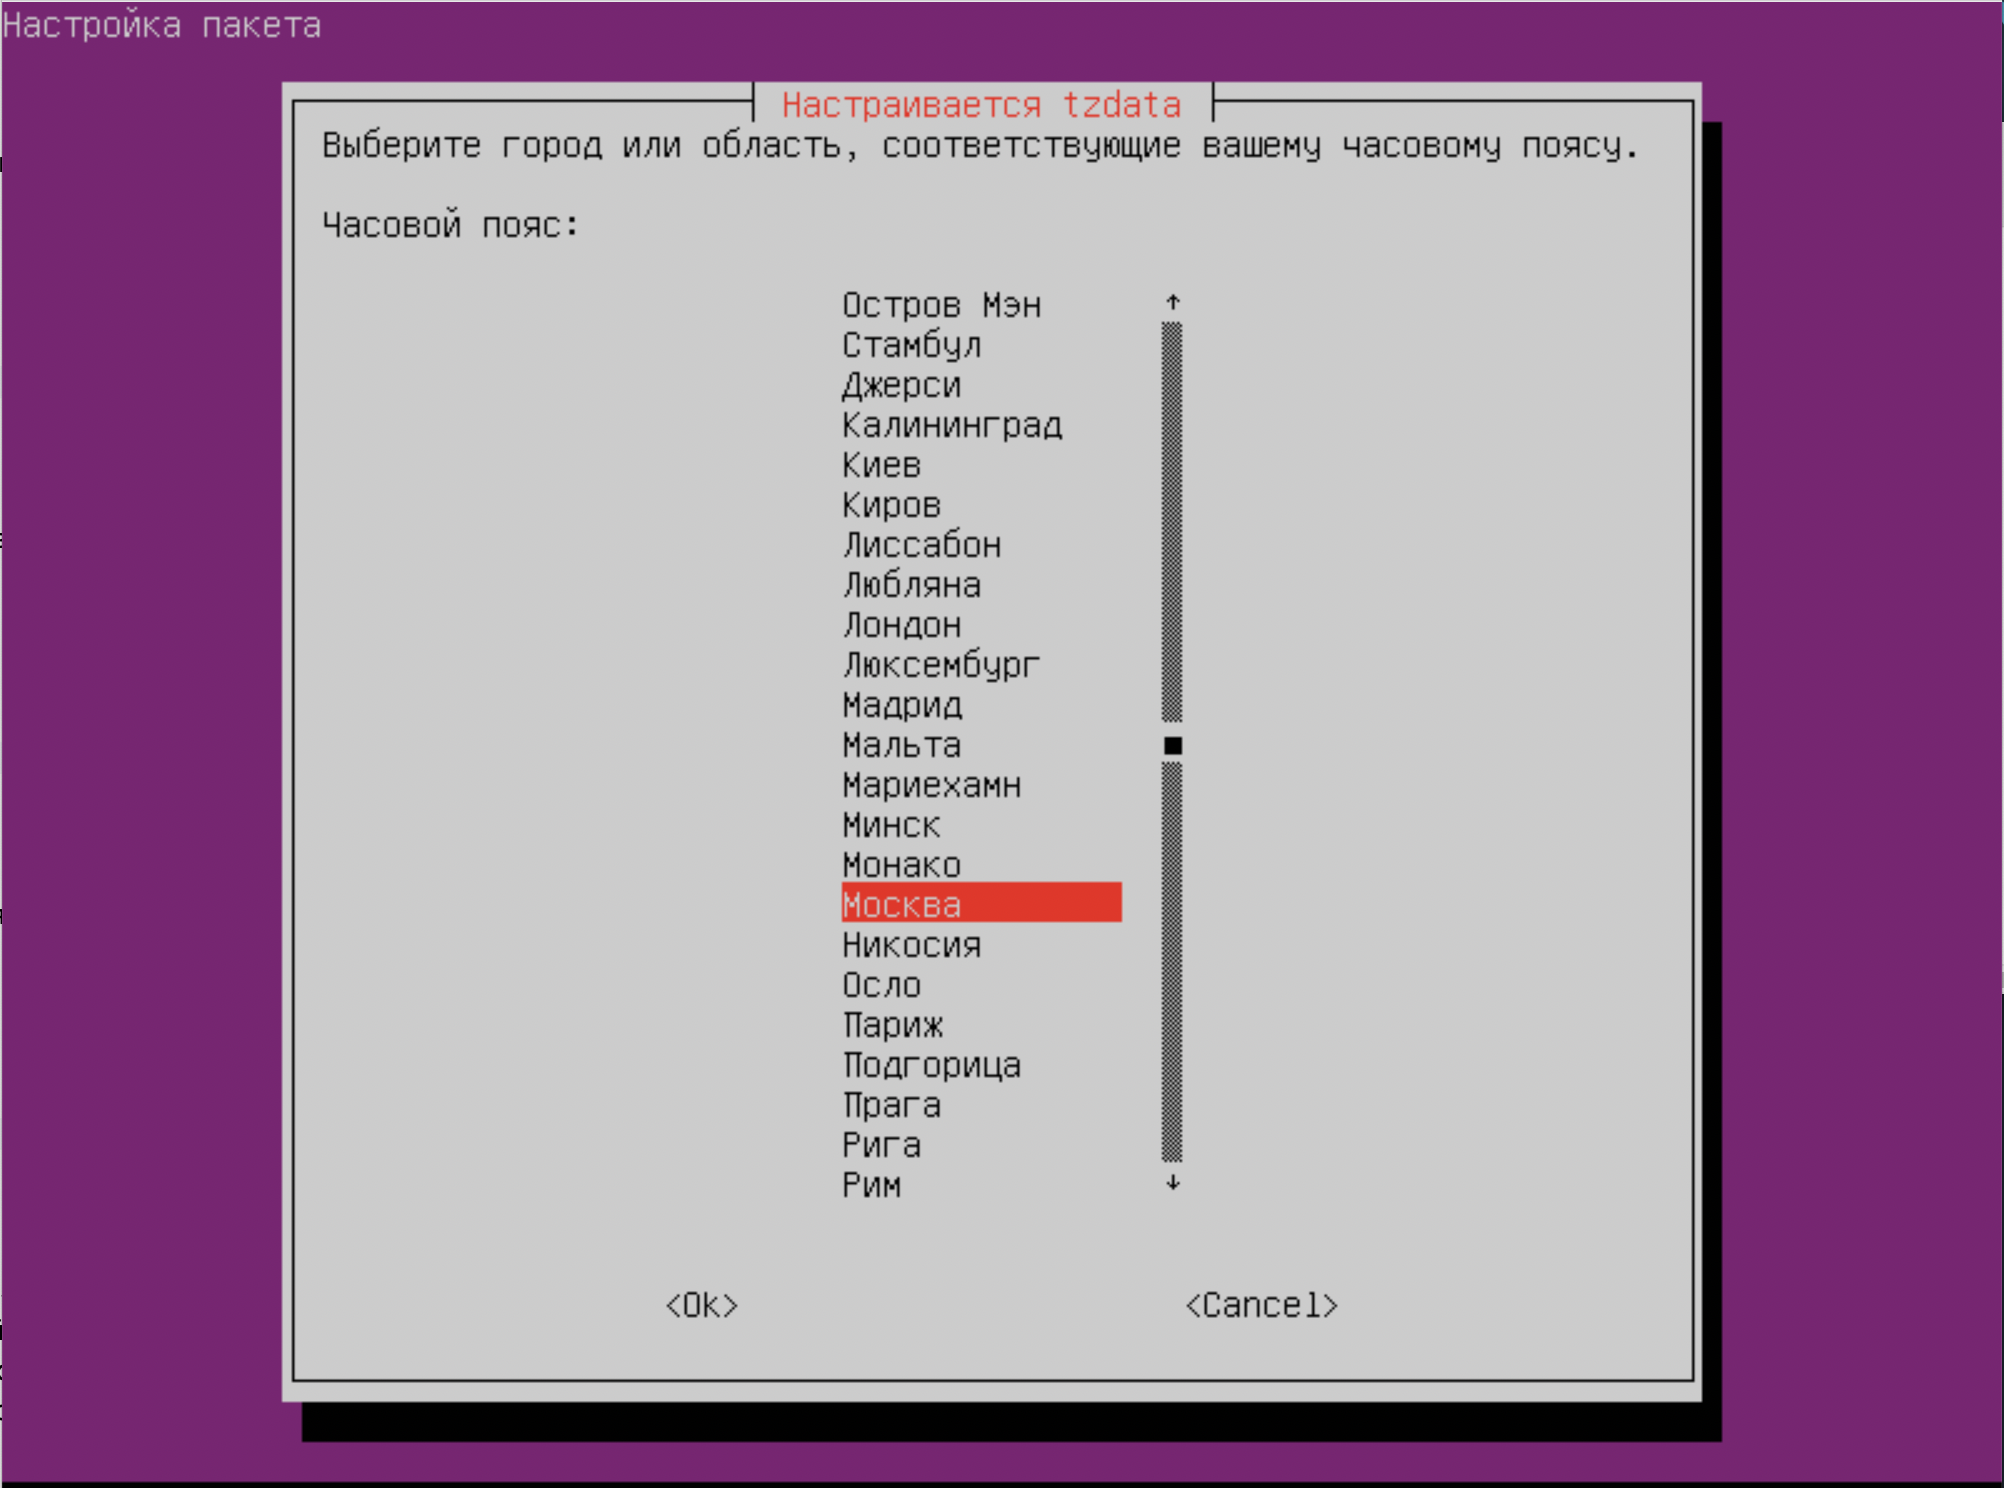 Настройка пакета
Настраивается tzdata
Выберите город или область, соответствующие вашему часовому поясу.
Часовой пояс:
Остров Мэн
Стамбул
Джерси
Калининград
Киев
Киров
Лиссабон
Любляна
Лондон
Люксембург
Мадрид
Мальта
Мариехамн
Минск
Монако
Москва
Никосия
Осло
Париж
Подгорица
Прага
Рига
Рим
<Ok> <Cancel>